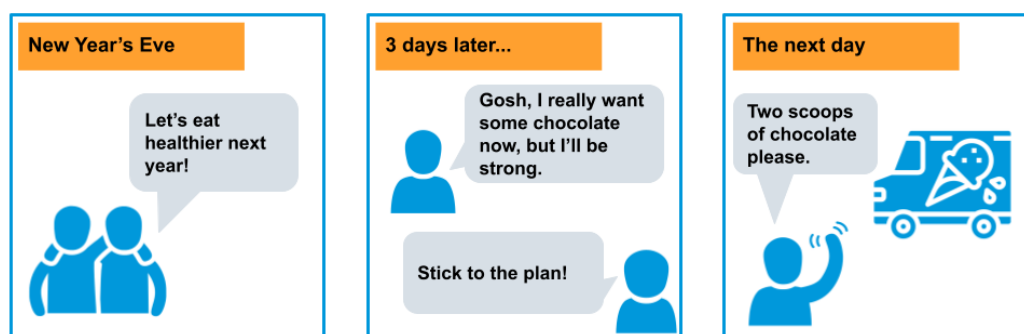 New Year’s Eve
Let’s eat
healthier next
year!
3 days later...
Gosh, I really want
some chocolate
now, but I’ll be
strong.
Stick to the plan!
The next day
Two scoops
of chocolate
please.